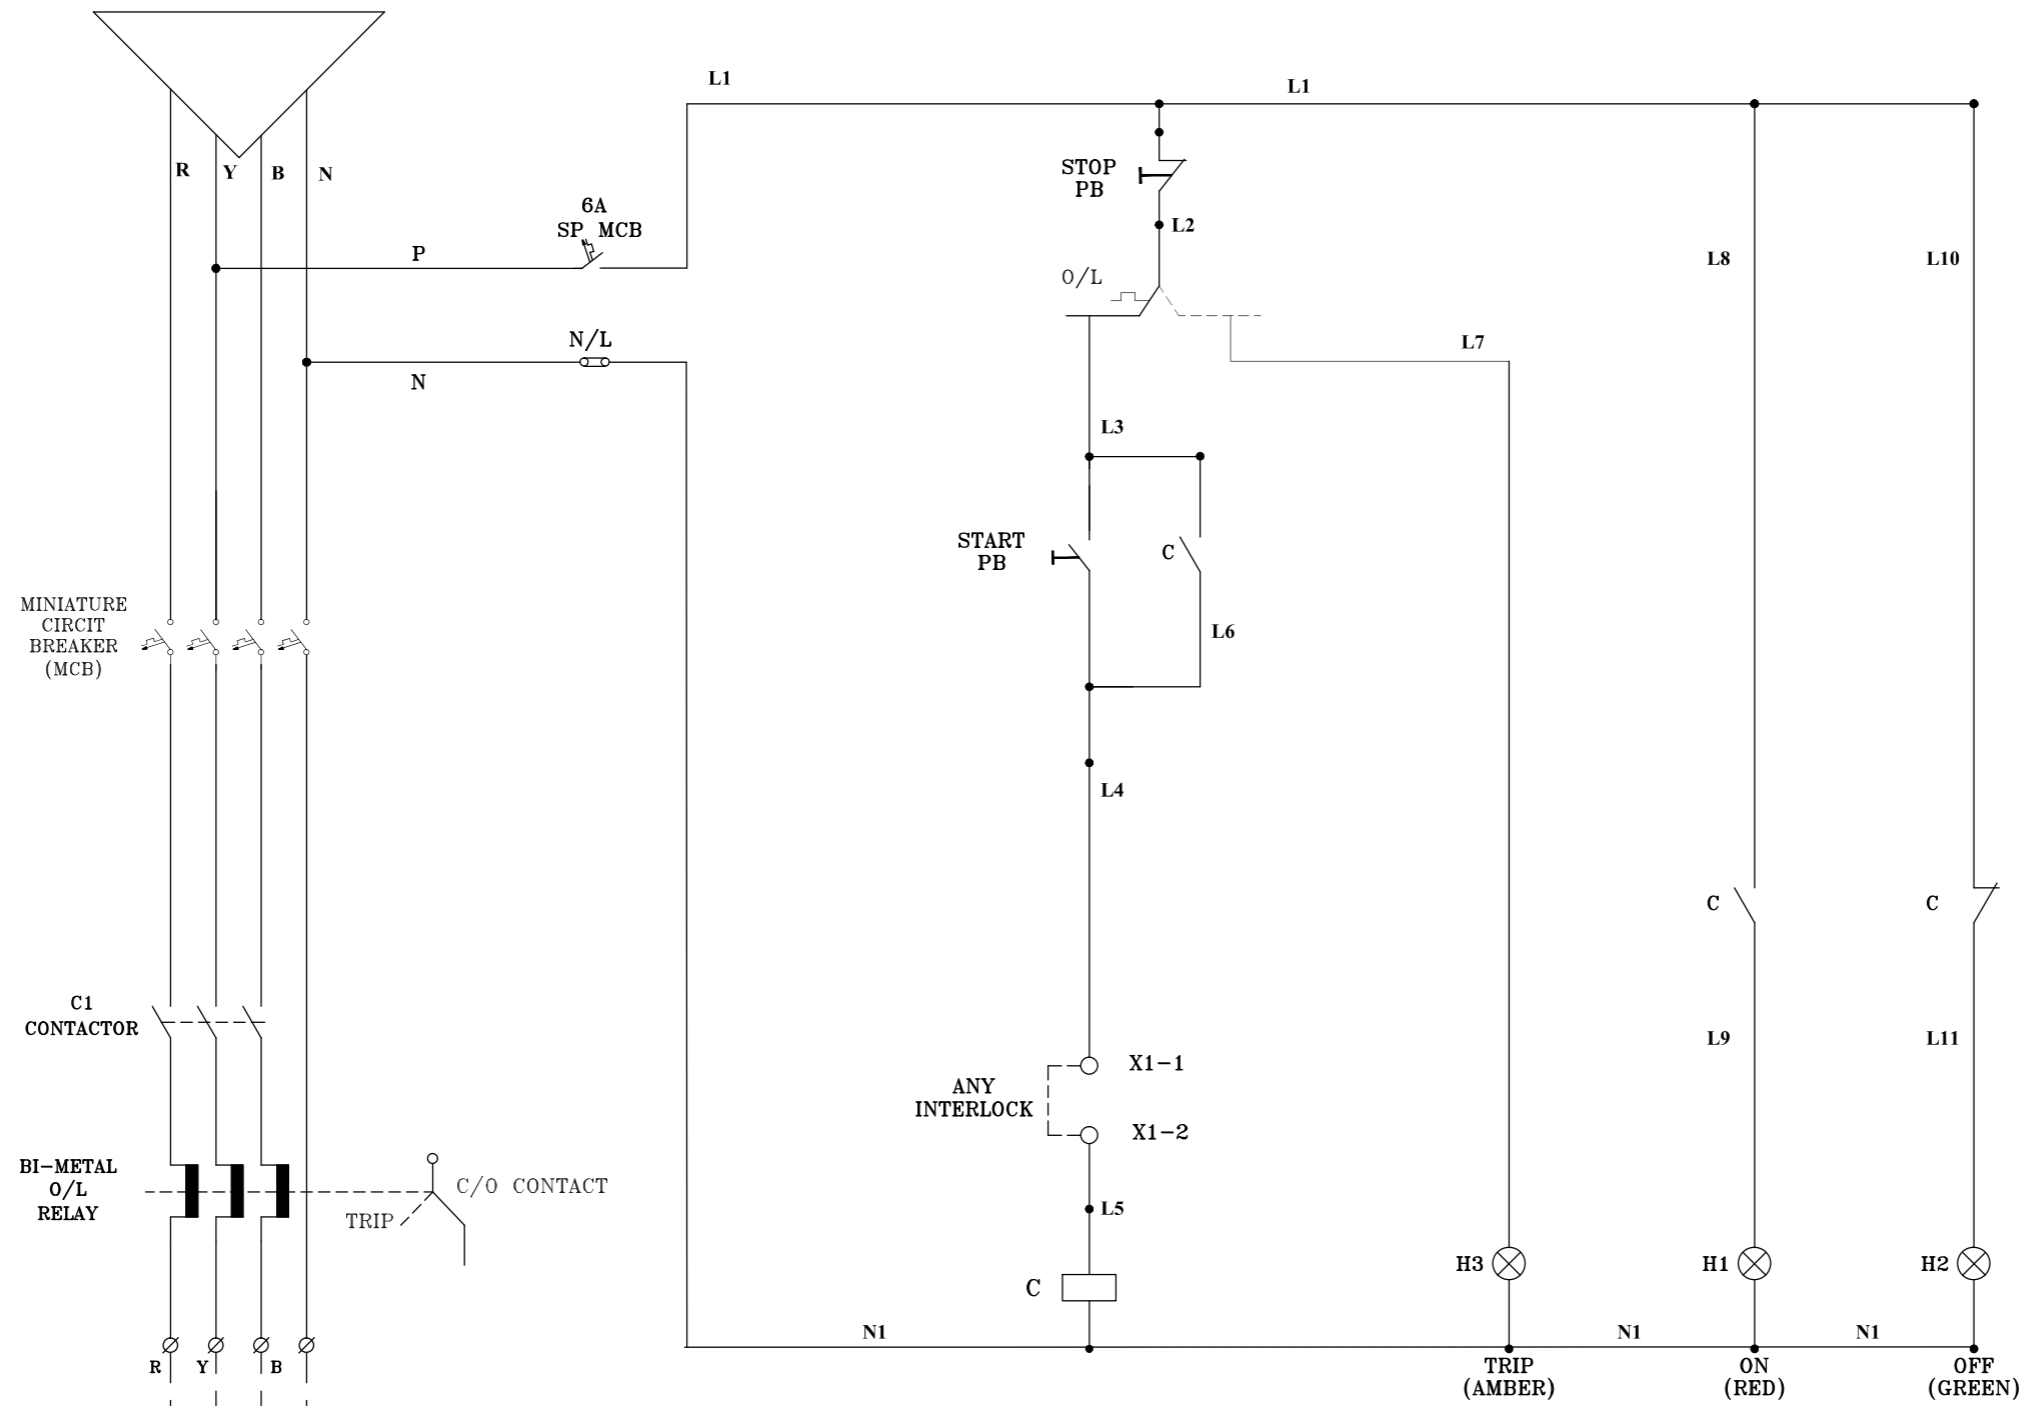 L1
L1
R
Y
B
N
STOP
PB
6A
SP MCB
L2
P
L8
L10
O/L
N/L
L7
N
L3
START
PB
C
MINIATURE
CIRCIT
BREAKER
(MCB)
L6
L4
C
C
C1
CONTACTOR
L9
L11
X1-1
ANY
INTERLOCK
X1-2
BI-METAL
O/L
RELAY
C/O CONTACT
TRIP
L5
H3
H1
H2
C
N1
N1
N1
R
Y
B
TRIP
(AMBER)
ON
(RED)
OFF
(GREEN)